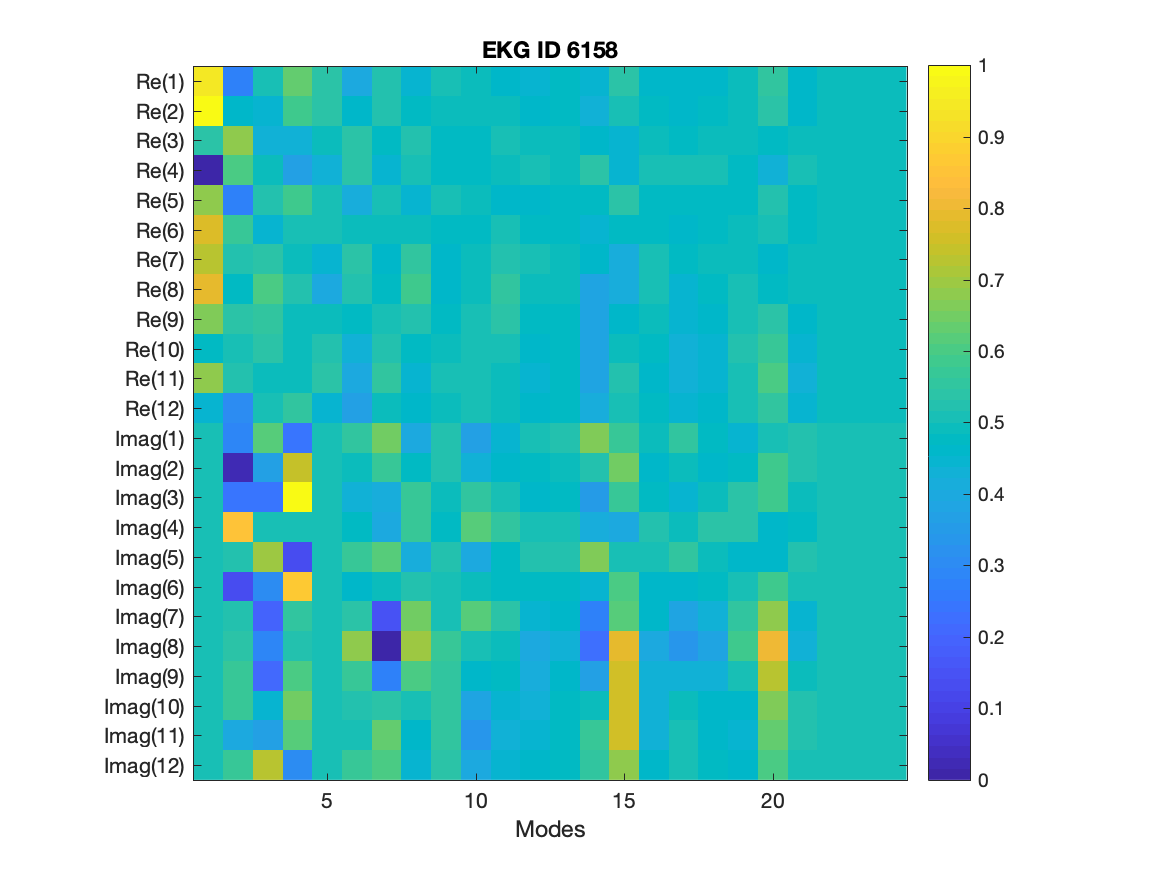 EKG ID 6158
Re(1)
Re(2)
Re(3)
Re(4)
Re(5)
Re(6)
Re(7)
Re(8)
Re(9)
Re(10)
Re(11)
Re(12)
Imag(1)
Imag(2)
Imag(3)
Imag(4)
Imag(5)
Imag(6)
Imag(7)
Imag(8)
Imag(9)
Imag(10)
Imag(11)
Imag(12)
5 10 15 20
Modes
1
0.9
0.8
0.7
0.6
0.5
0.4
0.3
0.2
0.1
0